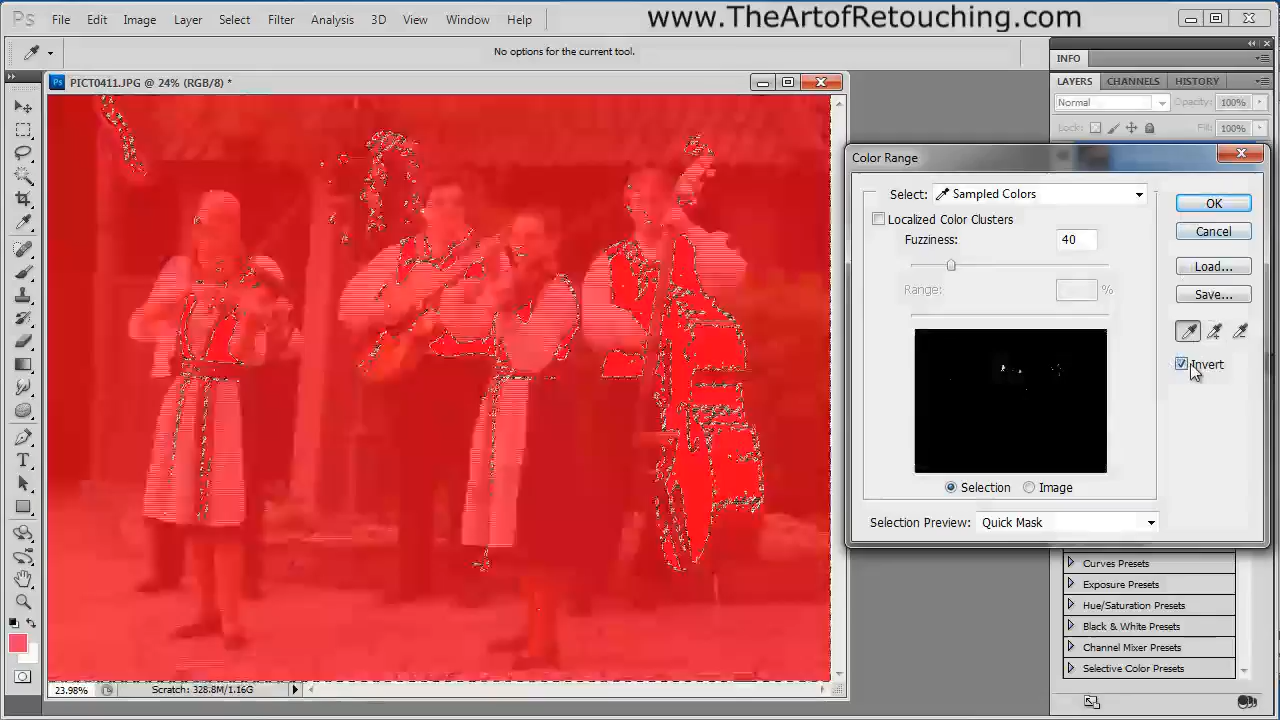 Ps File Edit Image Layer Select Filter Analysis 3D View Window Help
www.TheArtofRetouching.com
No options for the current tool.
INFO
PICT0411.JPG @ 24% (RGB/8) *
LAYERS CHANNELS HISTORY
Normal Opacity: 100%
Lock: Fill: 100%
Color Range
Select: Sampled Colors
OK
Localized Color Clusters
Cancel
Fuzziness: 40
Load...
Range: %
Save...
Invert
Selection Image
Selection Preview: Quick Mask
Curves Presets
Exposure Presets
Hue/Saturation Presets
Black & White Presets
Channel Mixer Presets
Selective Color Presets
23.98% Scratch: 328.8M/1.16G